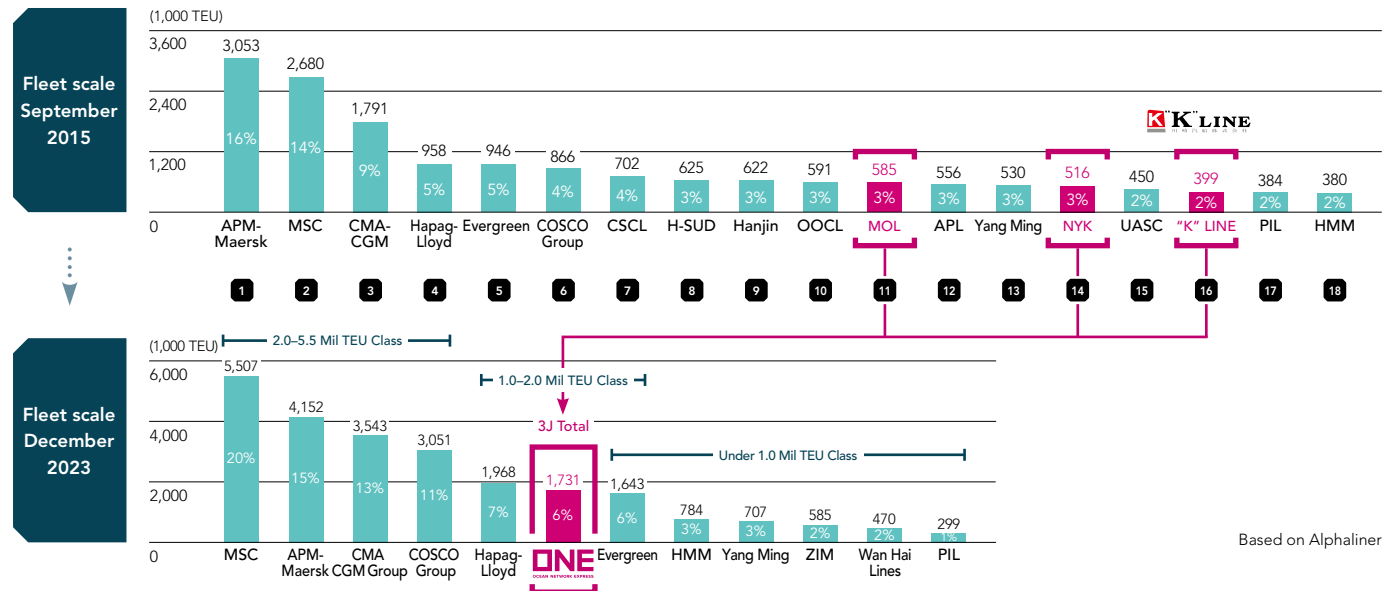 (1,000 TEU)
3,600
2,400
1,200
0
Fleet scale
September
2015
3,053
2,680
1,791
958
946
866
702
625
622
591
585
556
530
516
450
399
384
380
16%
14%
9%
5%
5%
4%
4%
3%
3%
3%
3%
3%
3%
3%
2%
2%
2%
2%
K "K" LINE
APM-
Maersk
MSC
CMA-
CGM
Hapag-
Lloyd
Evergreen
COSCO
Group
CSCL
H-SUD
Hanjin
OOCL
MOL
APL
Yang Ming
NYK
UASC
"K" LINE
PIL
HMM
1
2
3
4
5
6
7
8
9
10
11
12
13
14
15
16
17
18
Fleet scale
December
2023
(1,000 TEU)
6,000
4,000
2,000
0
2.0–5.5 Mil TEU Class
1.0–2.0 Mil TEU Class
3J Total
Under 1.0 Mil TEU Class
5,507
4,152
3,543
3,051
1,968
1,731
1,643
784
707
585
470
299
20%
15%
13%
11%
7%
6%
6%
3%
3%
2%
2%
1%
MSC
APM-
Maersk
CMA
CGM Group
COSCO
Group
Hapag-
Lloyd
ONE
OCEAN NETWORK EXPRESS
Evergreen
HMM
Yang Ming
ZIM
Wan Hai
Lines
PIL
Based on Alphaliner